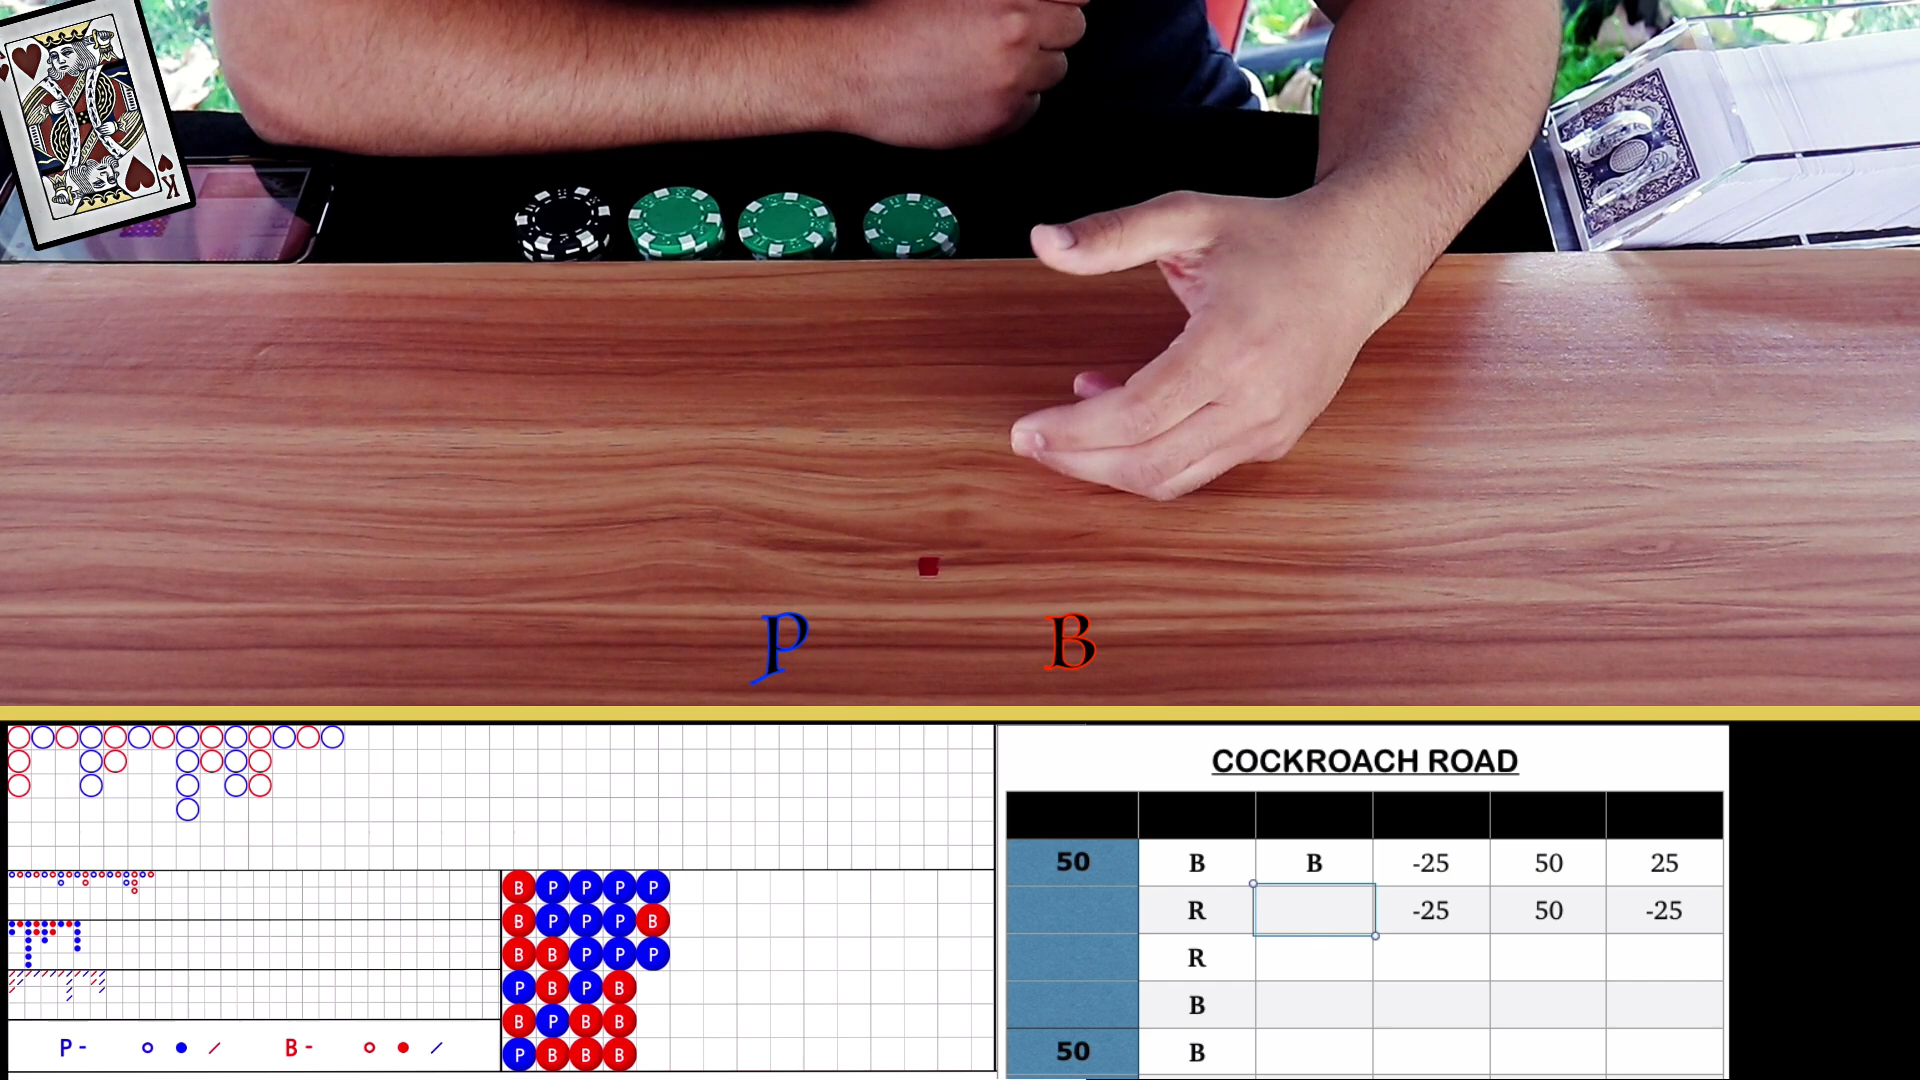 K
P B
COCKROACH ROAD
50 B B -25 50 25
R -25 50 -25
R
B
50 B
B P P P P
B P P P B
B B P P P
P B P B
B P B B
P B B B
P - B -